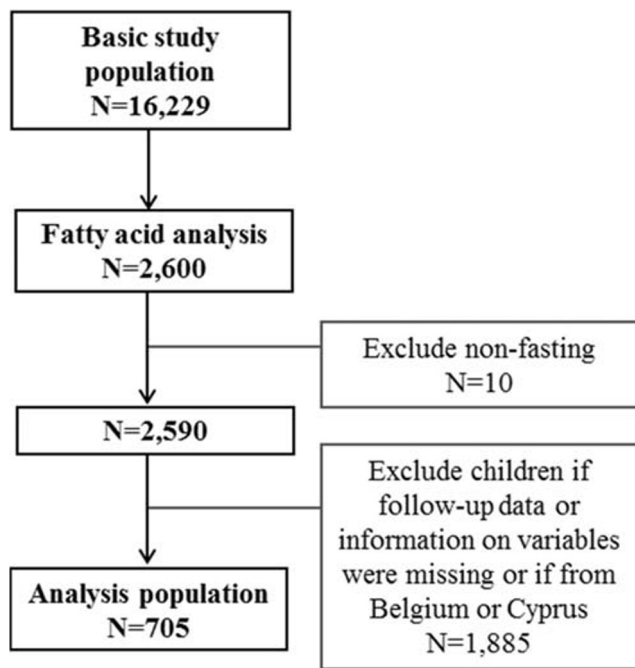 Basic study
population
N=16,229
Fatty acid analysis
N=2,600
Exclude non-fasting
N=10
N=2,590
Exclude children if
follow-up data or
information on variables
were missing or if from
Belgium or Cyprus
N=1,885
Analysis population
N=705